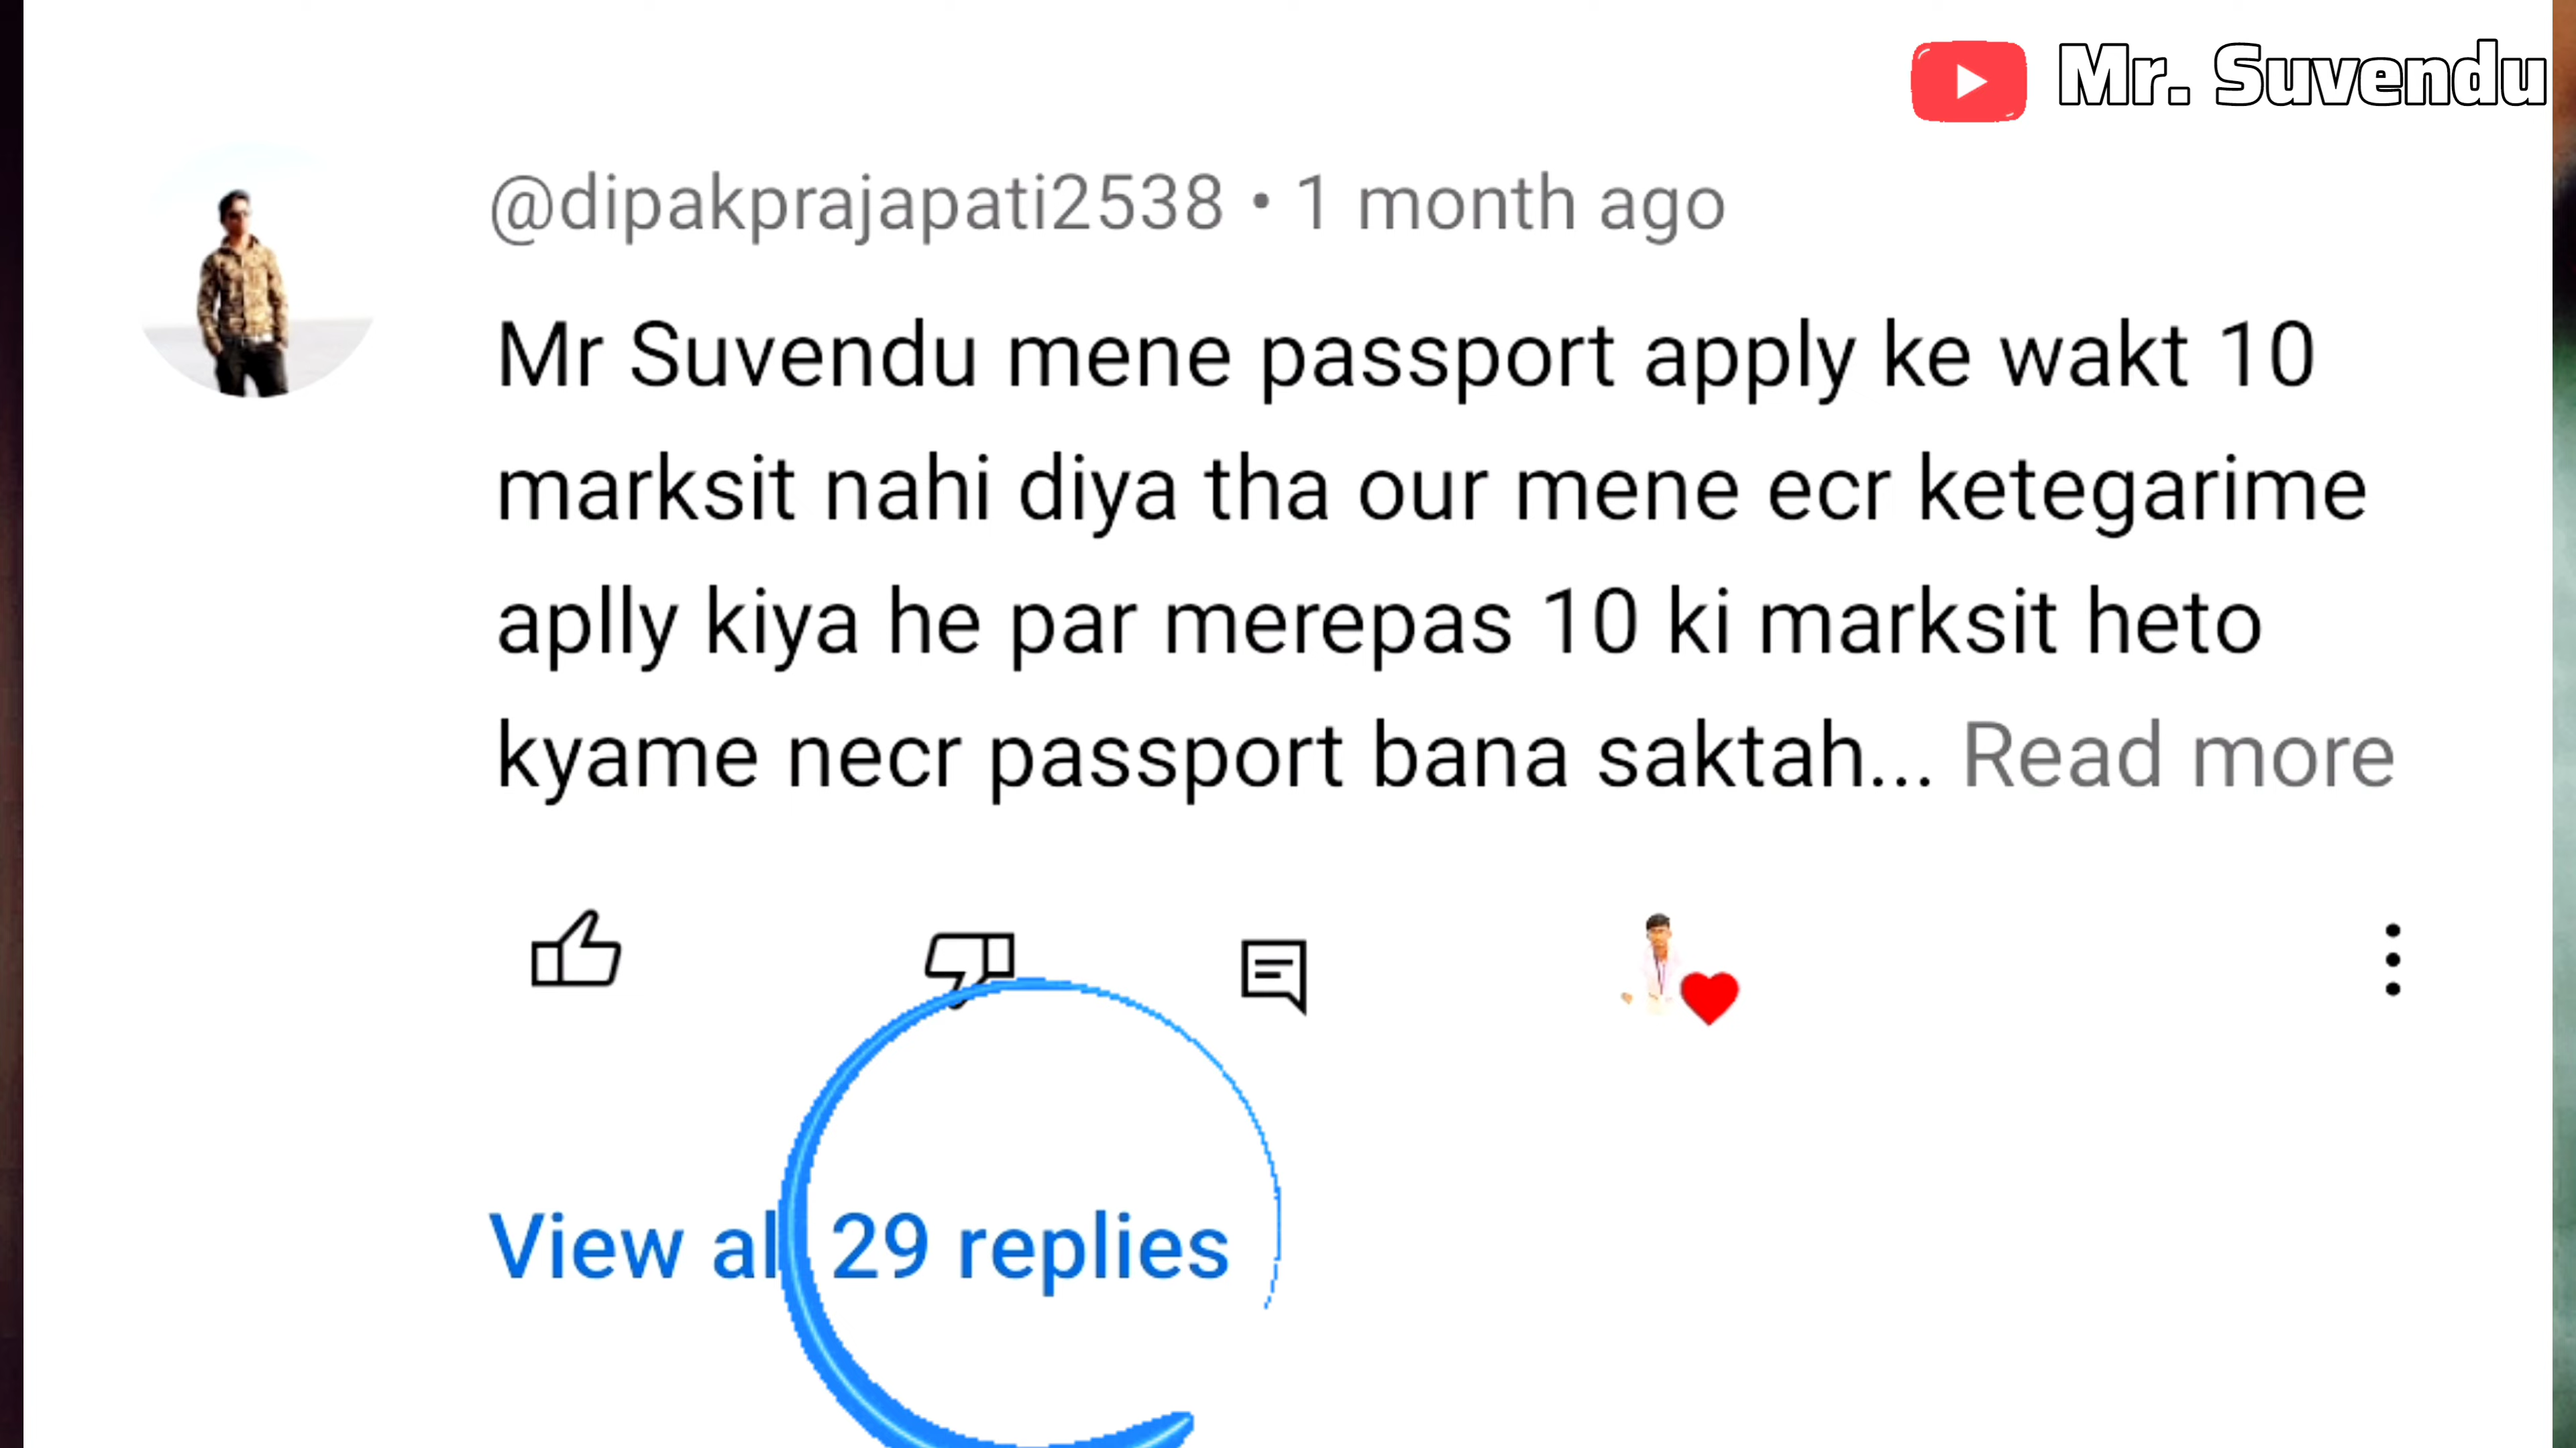 Mr. Suvendu
@dipakprajapati2538 • 1 month ago
Mr Suvendu mene passport apply ke wakt 10
marksit nahi diya tha our mene ecr ketegarime
aplly kiya he par merepas 10 ki marksit heto
kyame necr passport bana saktah... Read more
View all 29 replies